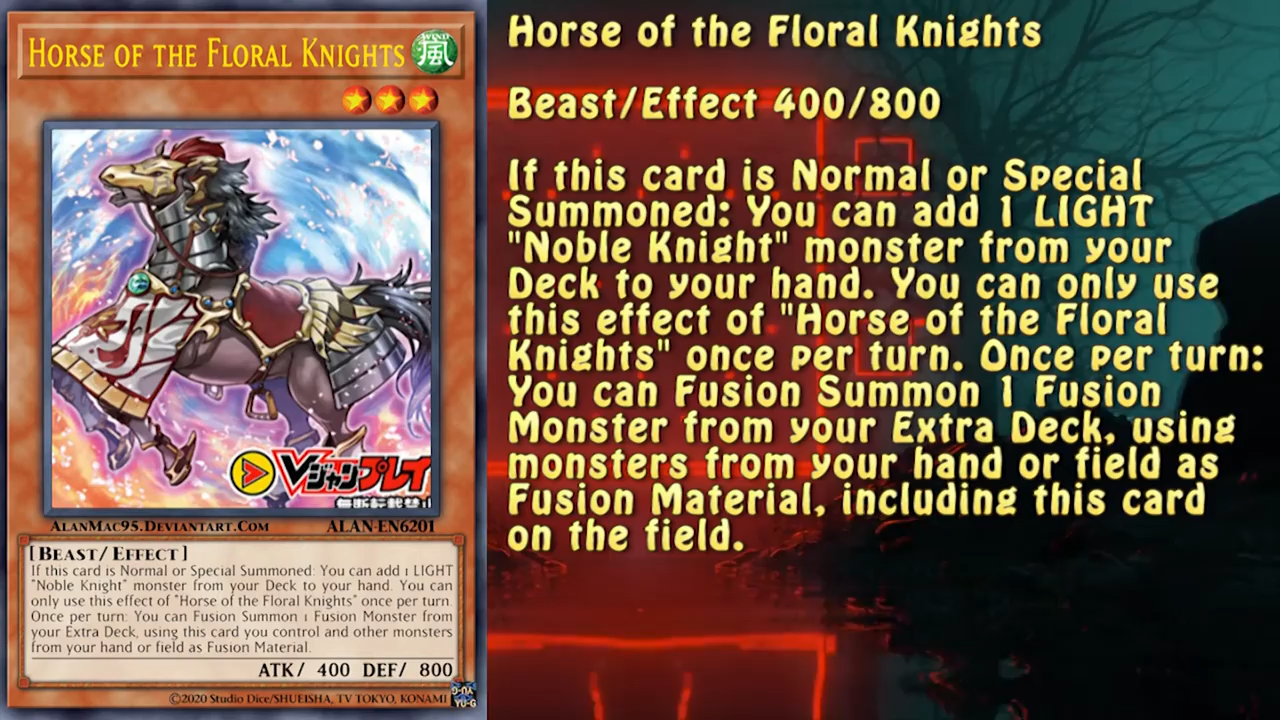 HORSE OF THE FLORAL KNIGHTS
WIND
風
Vジャンプレイ
無断転載禁止
ALANMAC95.DEVIANTART.COM ALAN-EN6201
[BEAST/EFFECT]
If this card is Normal or Special Summoned: You can add 1 LIGHT
"Noble Knight" monster from your Deck to your hand. You can
only use this effect of "Horse of the Floral Knights" once per turn.
Once per turn: You can Fusion Summon 1 Fusion Monster from
your Extra Deck, using this card you control and other monsters
from your hand or field as Fusion Material.
ATK/ 400 DEF/ 800
©2020 Studio Dice/SHUEISHA, TV TOKYO, KONAMI
YU-G
Horse of the Floral Knights
Beast/Effect 400/800
If this card is Normal or Special
Summoned: You can add 1 LIGHT
"Noble Knight" monster from your
Deck to your hand. You can only use
this effect of "Horse of the Floral
Knights" once per turn. Once per turn:
You can Fusion Summon 1 Fusion
Monster from your Extra Deck, using
monsters from your hand or field as
Fusion Material, including this card
on the field.